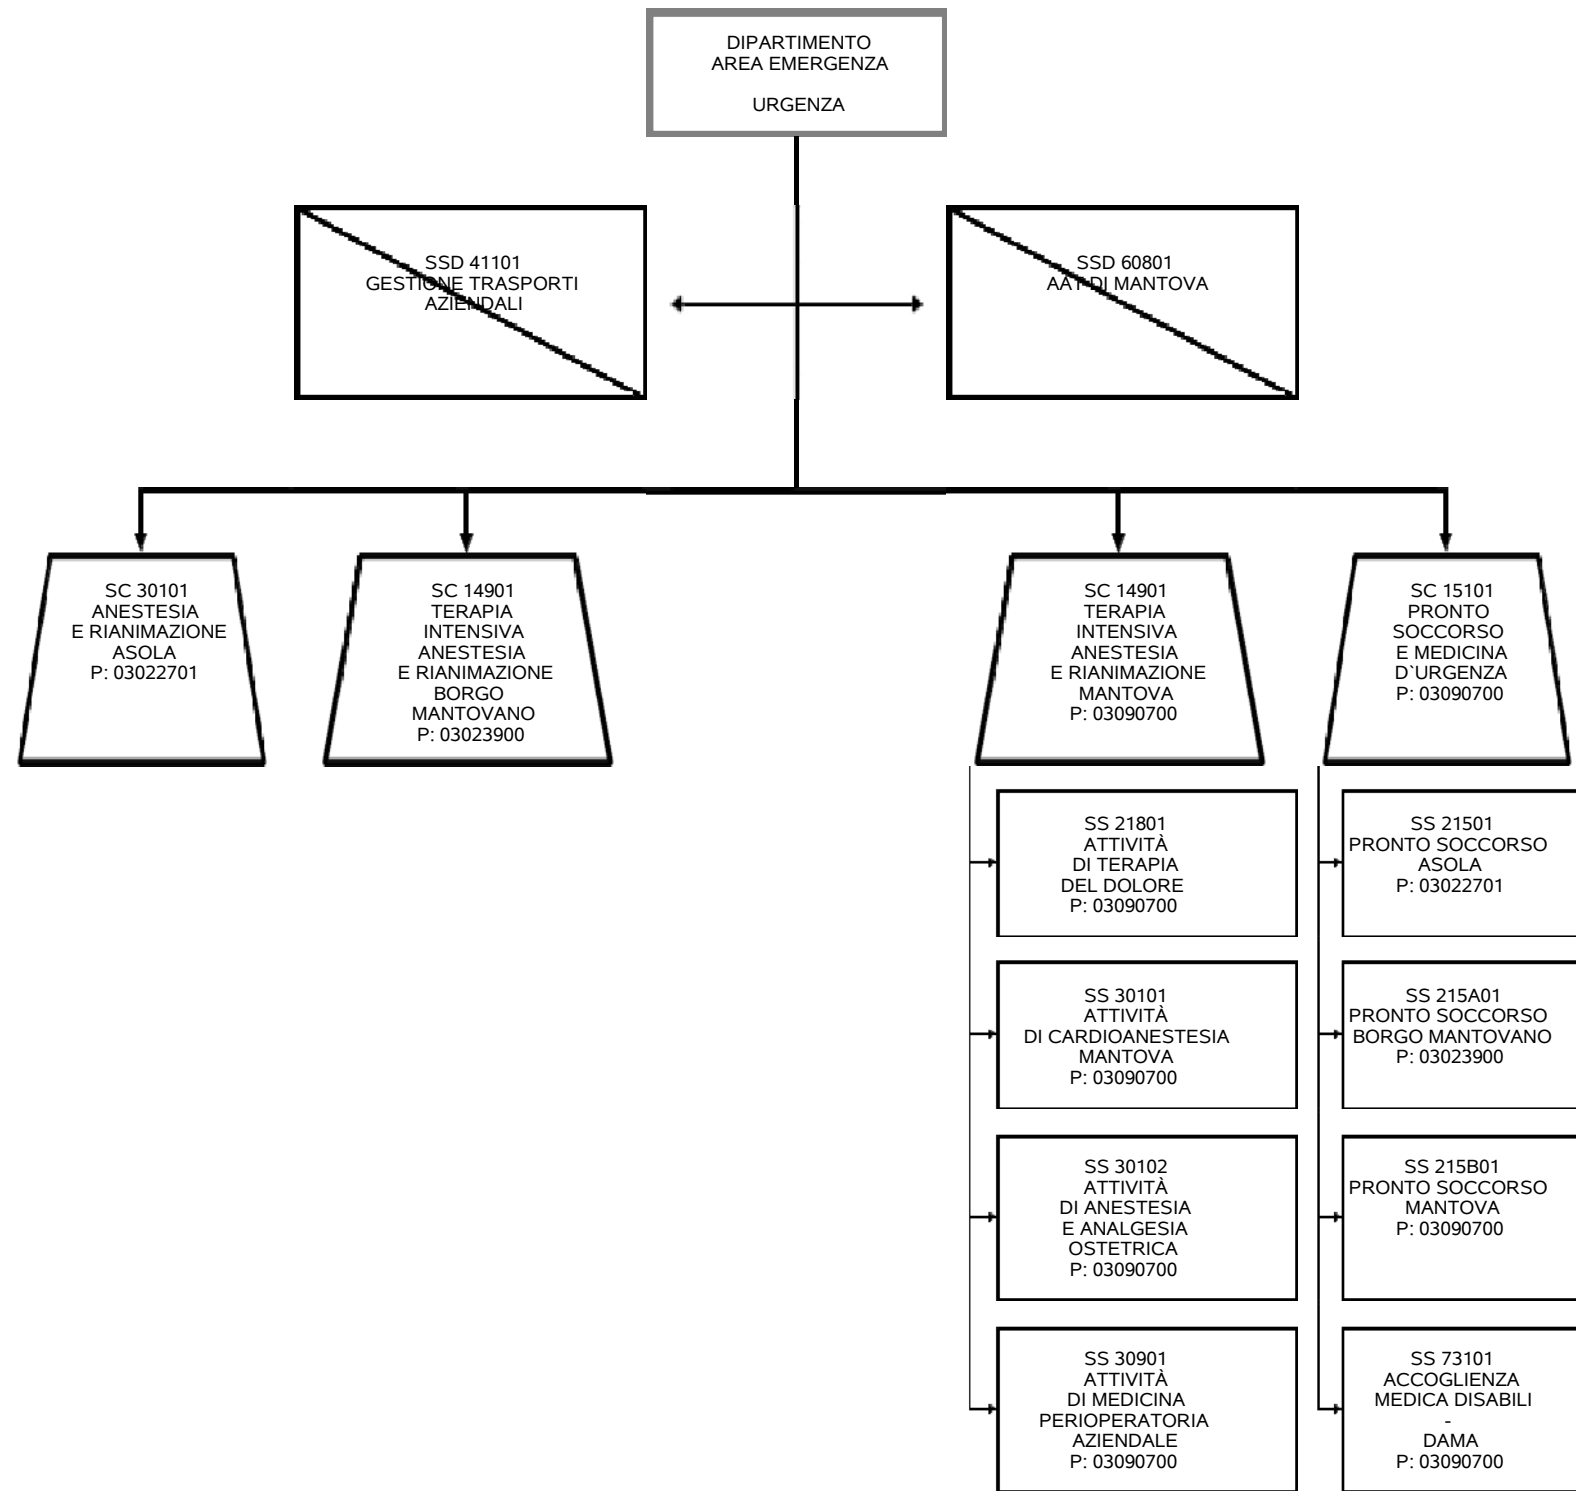 DIPARTIMENTO
AREA EMERGENZA
URGENZA
SSD 41101
GESTIONE TRASPORTI
AZIENDALI
SSD 60801
AAT DI MANTOVA
SC 30101
ANESTESIA
E RIANIMAZIONE
ASOLA
P: 03022701
SC 14901
TERAPIA
INTENSIVA
ANESTESIA
E RIANIMAZIONE
BORGO
MANTOVANO
P: 03023900
SC 14901
TERAPIA
INTENSIVA
ANESTESIA
E RIANIMAZIONE
MANTOVA
P: 03090700
SC 15101
PRONTO
SOCCORSO
E MEDICINA
D`URGENZA
P: 03090700
SS 21801
ATTIVITÀ
DI TERAPIA
DEL DOLORE
P: 03090700
SS 30101
ATTIVITÀ
DI CARDIOANESTESIA
MANTOVA
P: 03090700
SS 30102
ATTIVITÀ
DI ANESTESIA
E ANALGESIA
OSTETRICA
P: 03090700
SS 30901
ATTIVITÀ
DI MEDICINA
PERIOPERATORIA
AZIENDALE
P: 03090700
SS 21501
PRONTO SOCCORSO
ASOLA
P: 03022701
SS 215A01
PRONTO SOCCORSO
BORGO MANTOVANO
P: 03023900
SS 215B01
PRONTO SOCCORSO
MANTOVA
P: 03090700
SS 73101
ACCOGLIENZA
MEDICA DISABILI
-
DAMA
P: 03090700